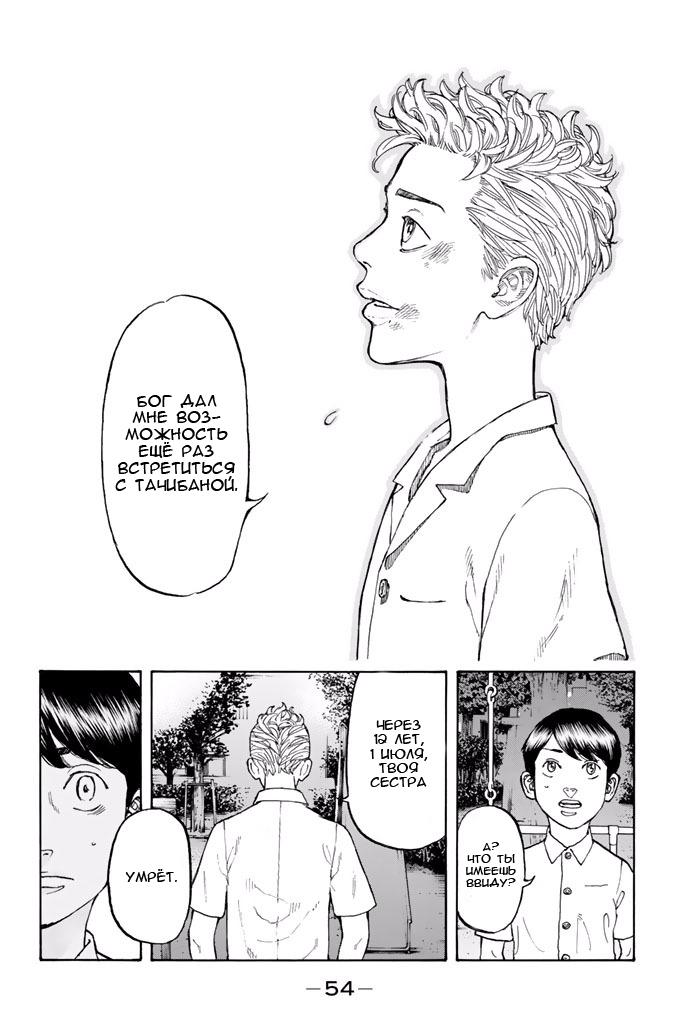 БОГ ДАЛ
МНЕ ВОЗ-
МОЖНОСТЬ
ЕЩЁ РАЗ
ВСТРЕТИТЬСЯ
С ТАЧИБАНОЙ.
А?
ЧТО ТЫ
ИМЕЕШЬ
ВВИДУ?
ЧЕРЕЗ
12 ЛЕТ,
1 ИЮЛЯ,
ТВОЯ
СЕСТРА
УМРЁТ.
—54—